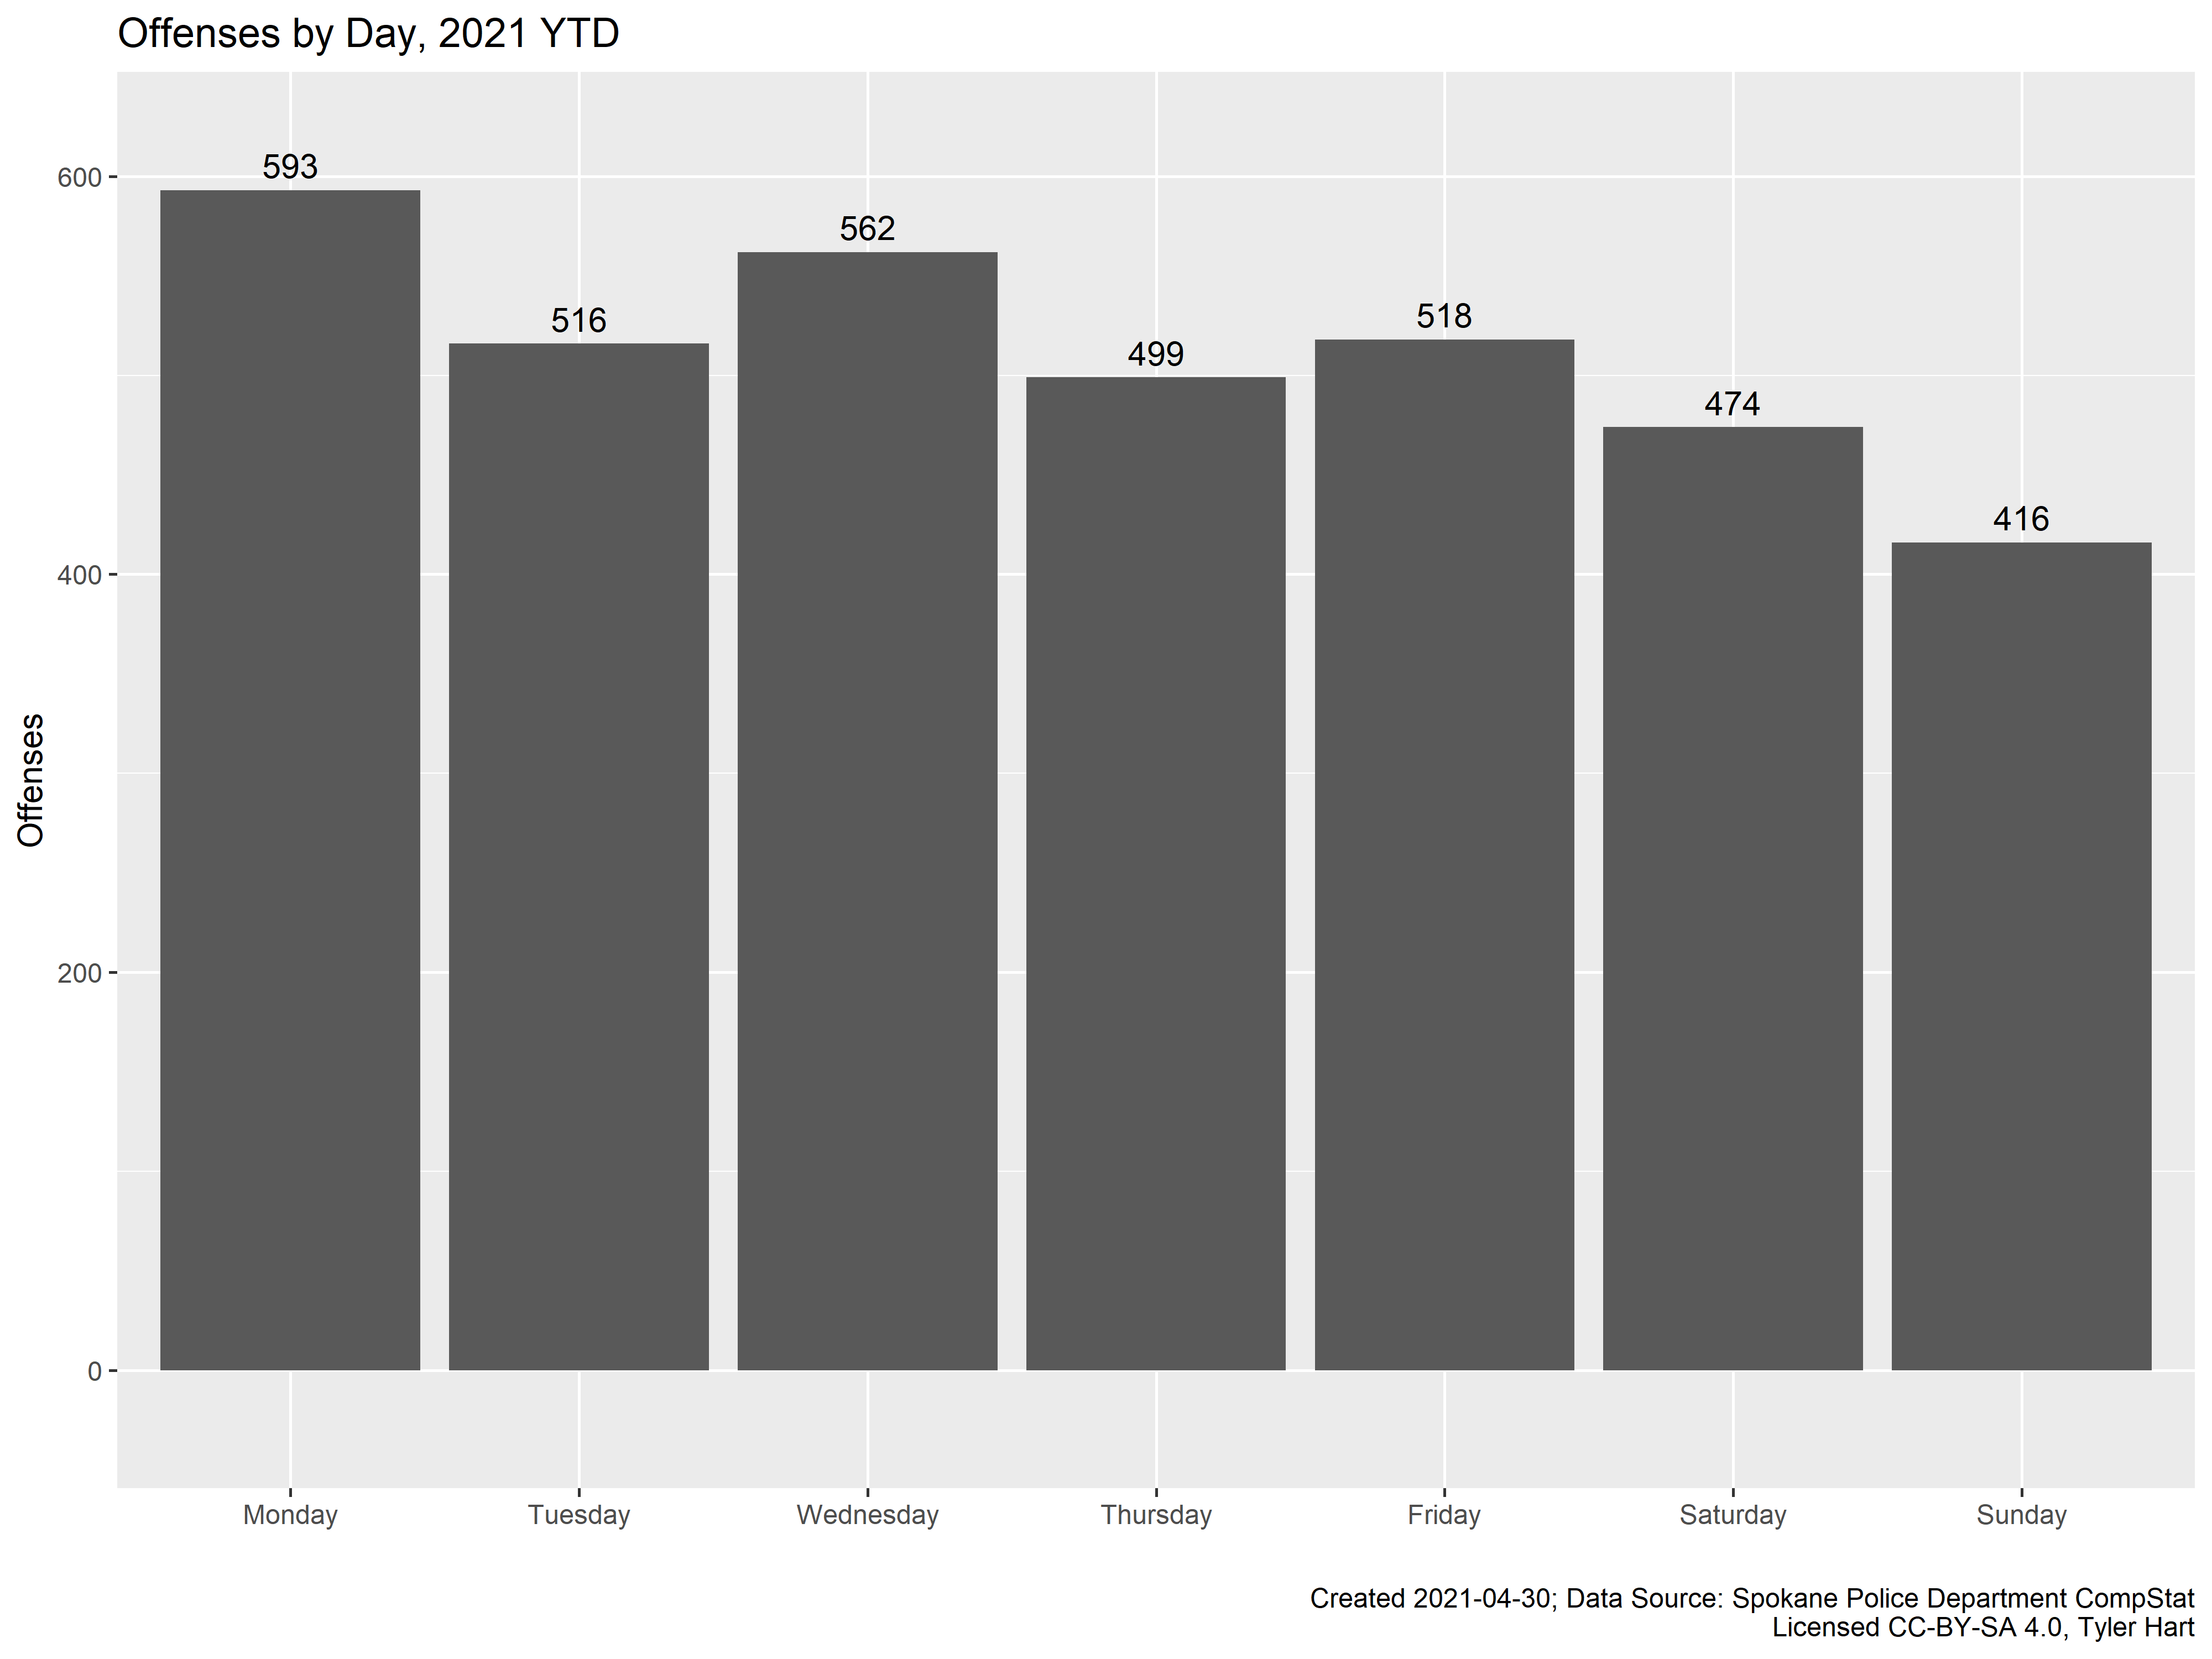 Offenses by Day, 2021 YTD
593
562
516
518
499
474
416
600
400
200
0
Offenses
Monday Tuesday Wednesday Thursday Friday Saturday Sunday
Created 2021-04-30; Data Source: Spokane Police Department CompStat
Licensed CC-BY-SA 4.0, Tyler Hart